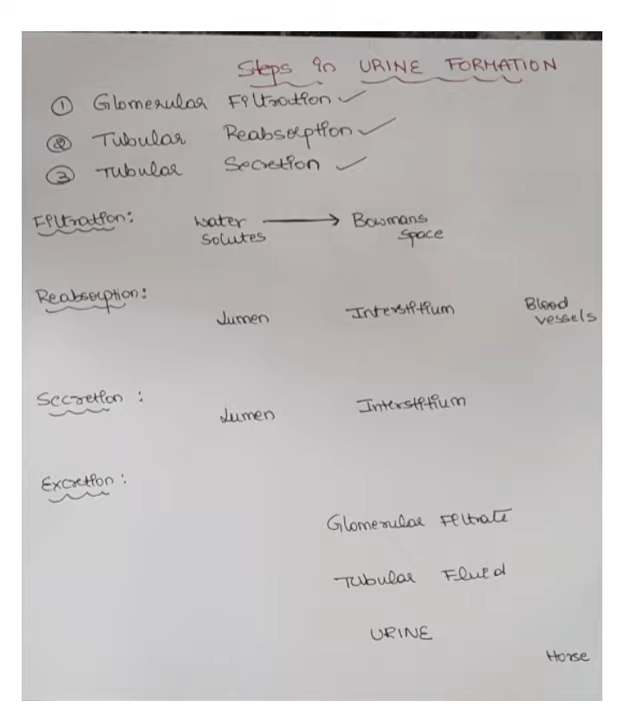 Steps in URINE FORMATION
① Glomerular Filtration ✓
② Tubular Reabsorption ✓
③ Tubular Secretion ✓
Filtration: water ⟶ Bowmans
solutes space
Reabsorption:
Lumen Interstitium Blood
vessels
Secretion :
Lumen Interstitium
Excretion :
Glomerular Filtrate
Tubular Fluid
URINE
Horse